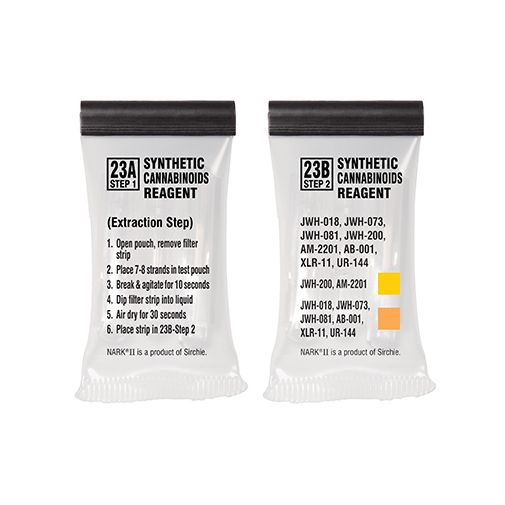 23A
STEP 1
SYNTHETIC
CANNABINOIDS
REAGENT
(Extraction Step)
1. Open pouch, remove filter
strip
2. Place 7-8 strands in test pouch
3. Break & agitate for 10 seconds
4. Dip filter strip into liquid
5. Air dry for 30 seconds
6. Place strip in 23B-Step 2
NARK®II is a product of Sirchie.
23B
STEP 2
SYNTHETIC
CANNABINOIDS
REAGENT
JWH-018, JWH-073,
JWH-081, JWH-200,
AM-2201, AB-001,
XLR-11, UR-144
JWH-200, AM-2201
JWH-018, JWH-073,
JWH-081, AB-001,
XLR-11, UR-144
NARK®II is a product of Sirchie.